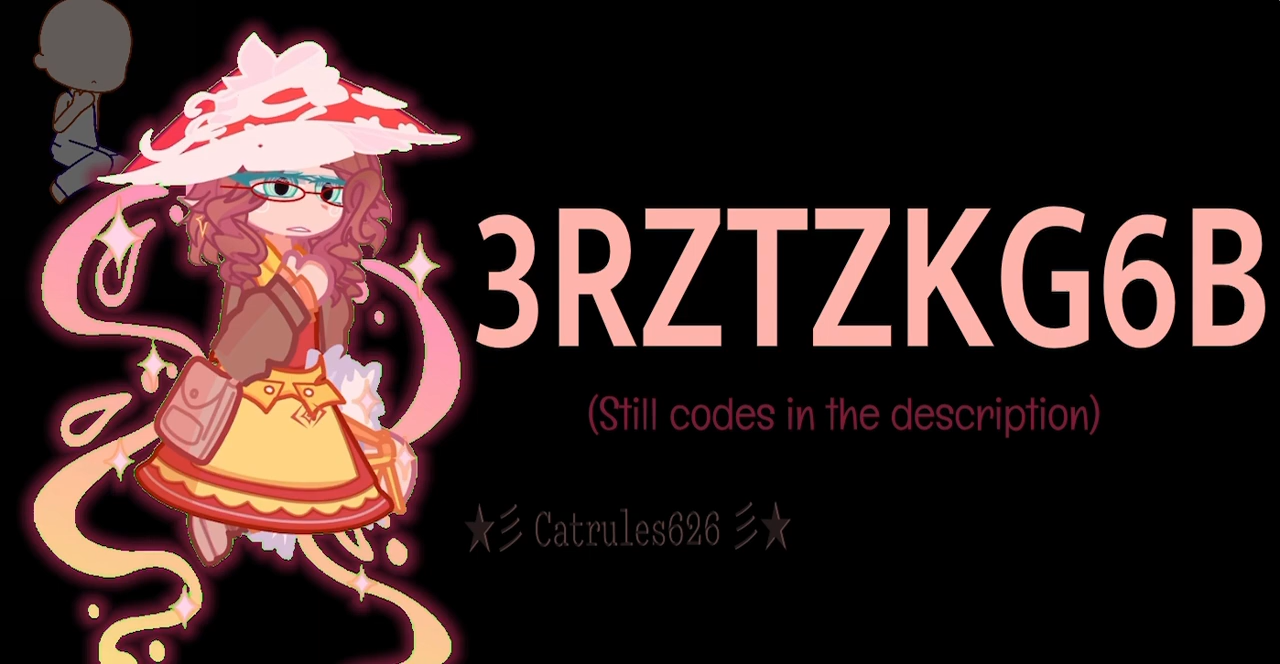 3RZTZKG6B
(Still codes in the description)
★彡 Catrules626 彡★